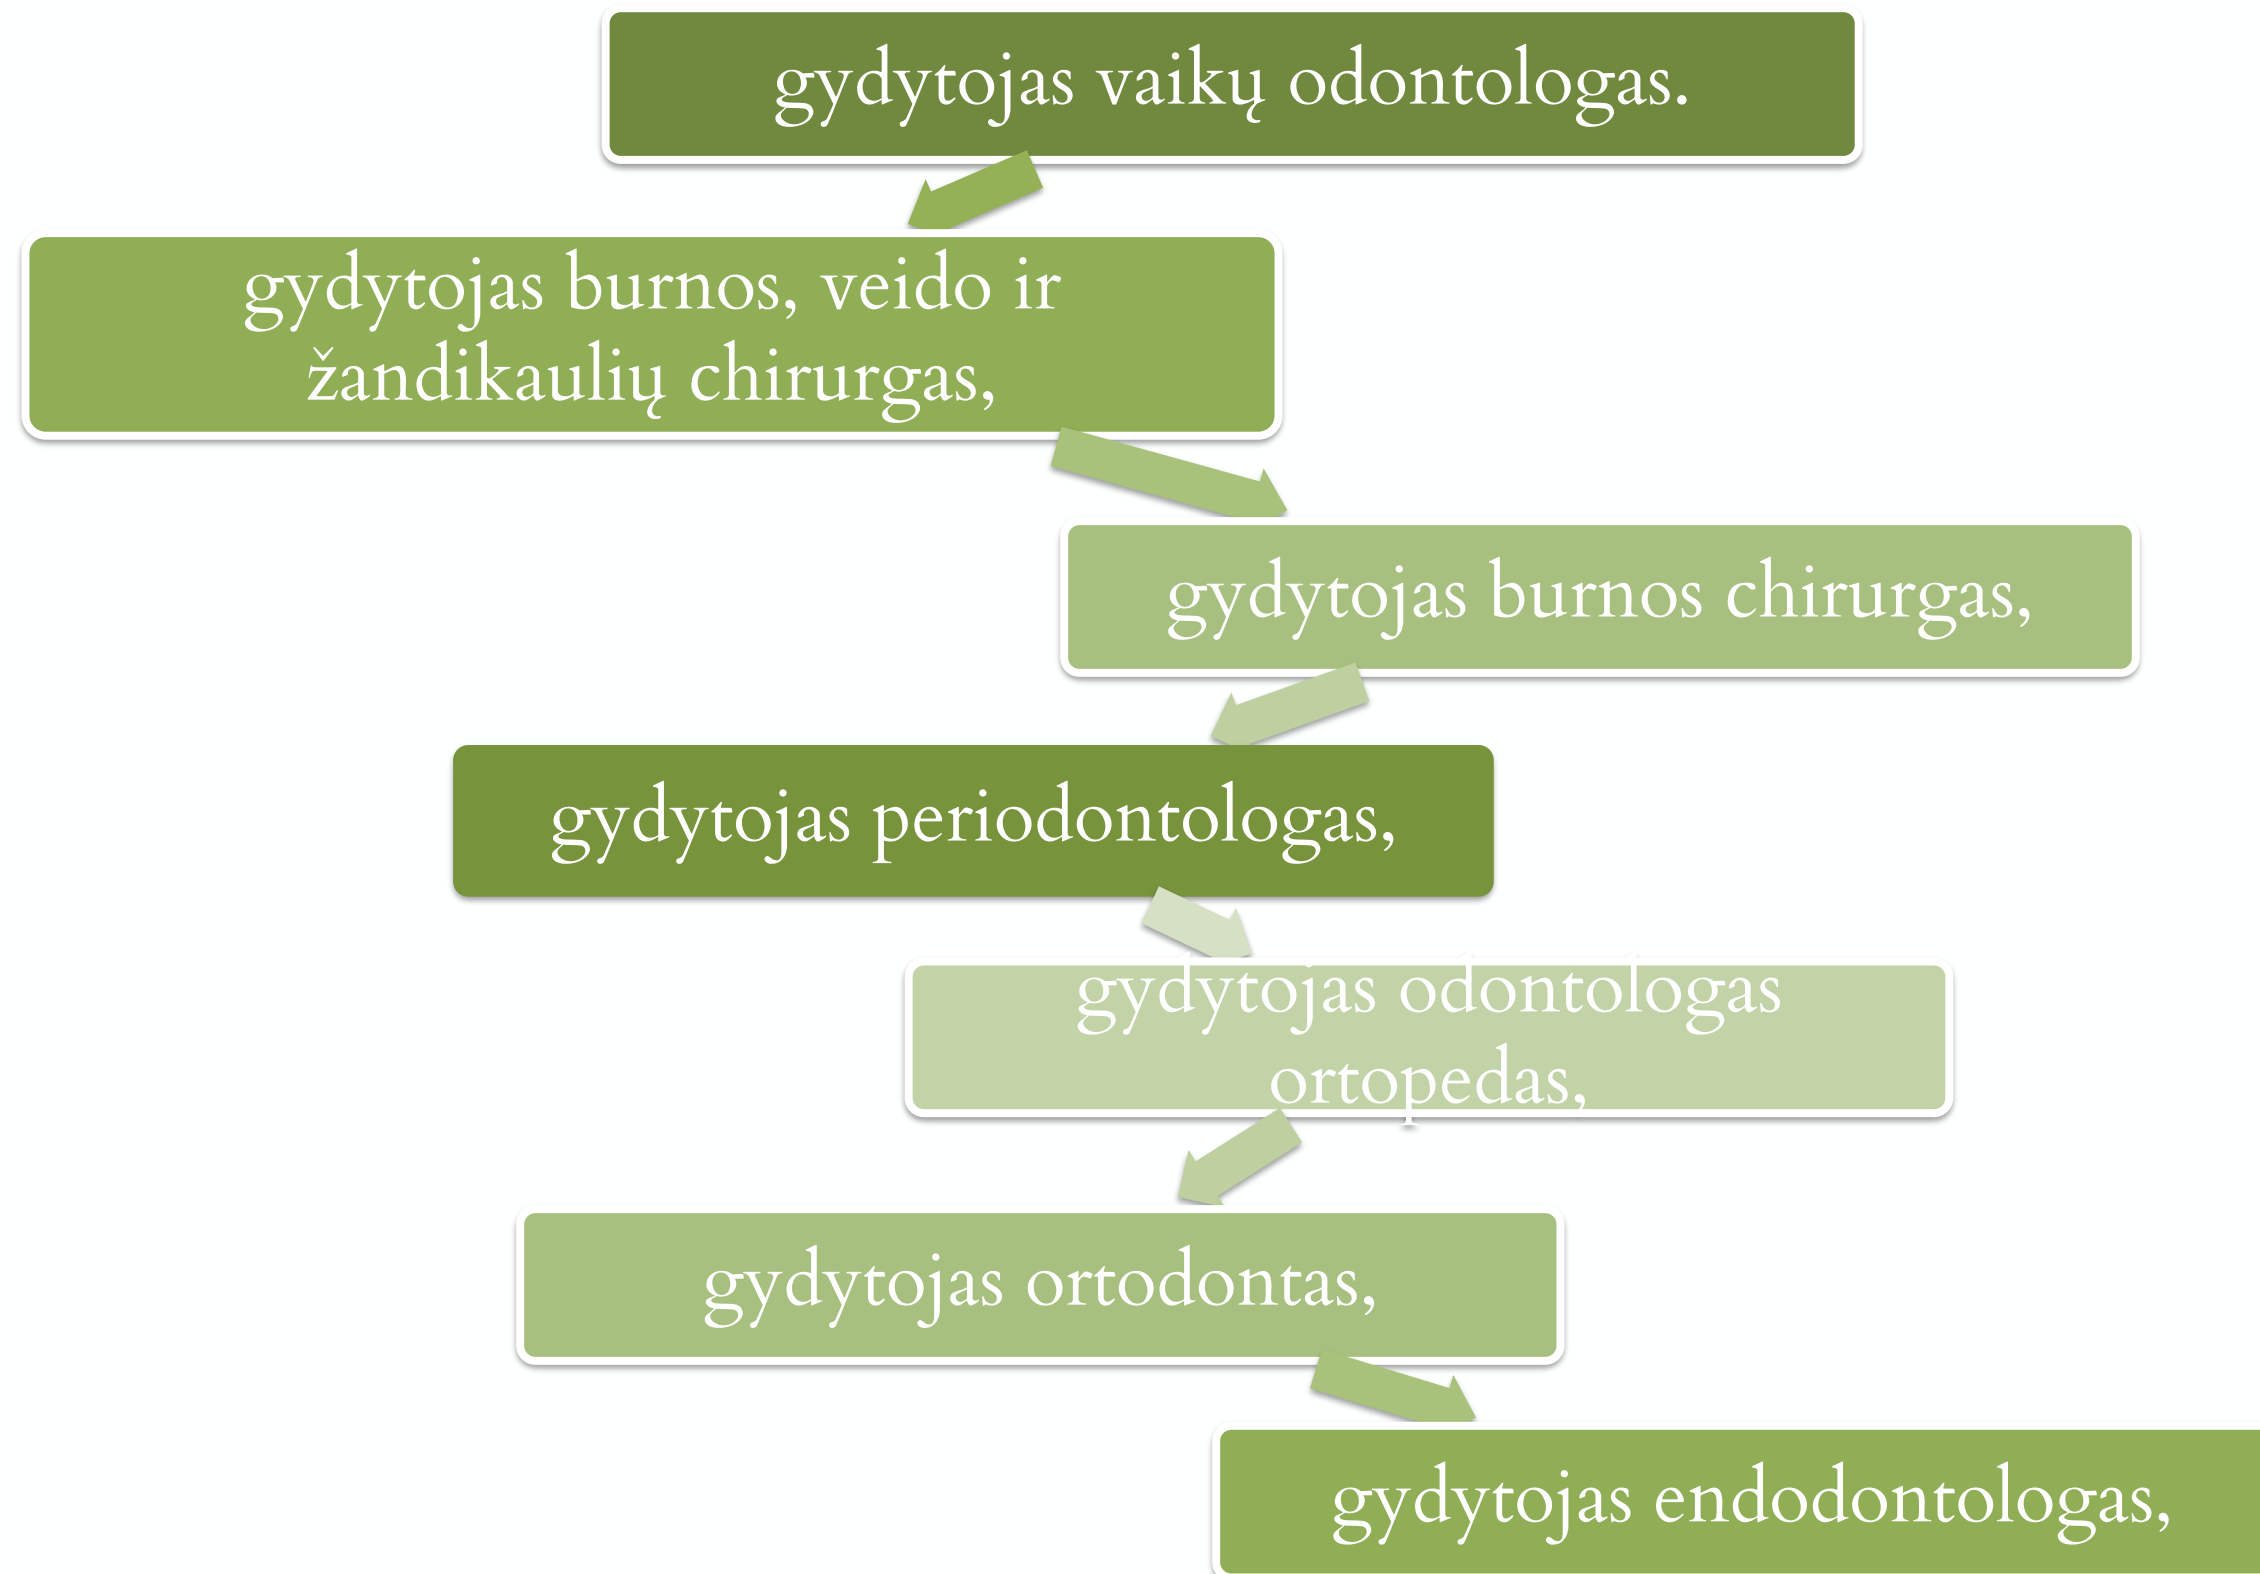 gydytojas vaikų odontologas.
gydytojas burnos, veido ir
žandikaulių chirurgas,
gydytojas burnos chirurgas,
gydytojas periodontologas,
gydytojas odontologas
ortopedas,
gydytojas ortodontas,
gydytojas endodontologas,